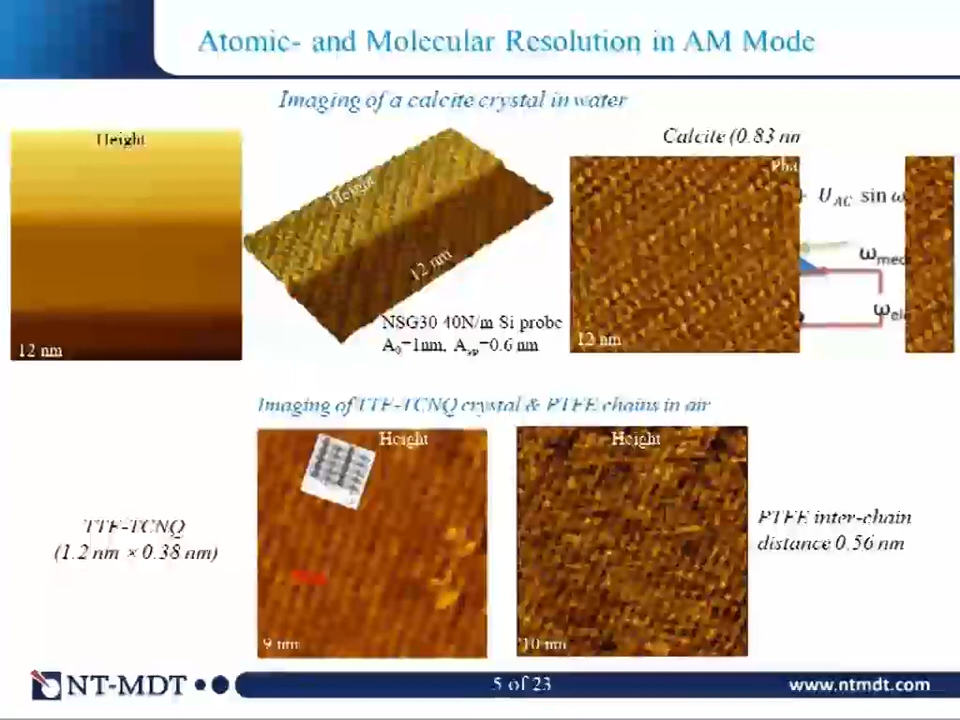 Atomic- and Molecular Resolution in AM Mode
Imaging of a calcite crystal in water
Height
12 nm
Height
12 nm
NSG30 40N/m Si probe
A₀=1nm, Aₛₚ=0.6 nm
Calcite (0.83 nm
Pha
12 nm
U_AC sin ω
ω
ω
Imaging of TTF-TCNQ crystal & PTFE chains in air
TTF-TCNQ
(1.2 nm × 0.38 nm)
Height
9 nm
Height
10 nm
PTFE inter-chain
distance 0.56 nm
NT-MDT
5 of 23
www.ntmdt.com